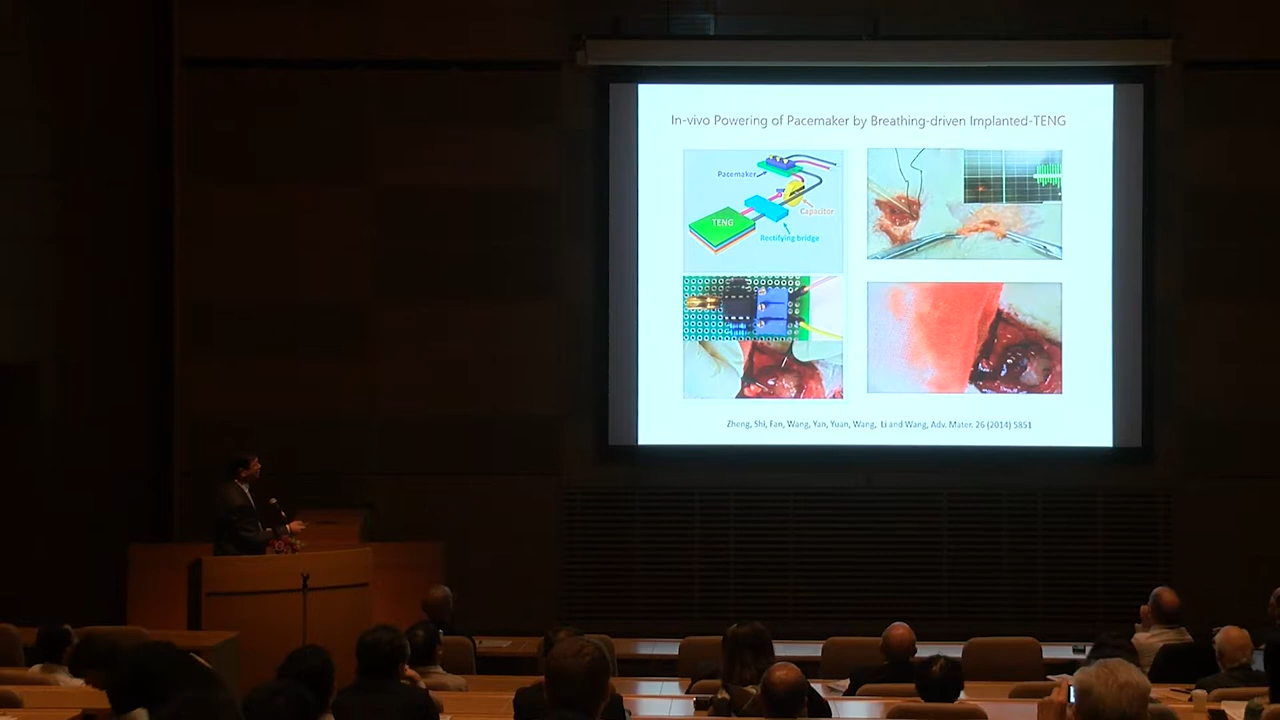 In-vivo Powering of Pacemaker by Breathing-driven Implanted-TENG
Pacemaker
Capacitor
TENG
Rectifying bridge
Zheng, Shi, Fan, Wang, Yan, Yuan, Wang, Li and Wang, Adv. Mater. 26 (2014) 5851